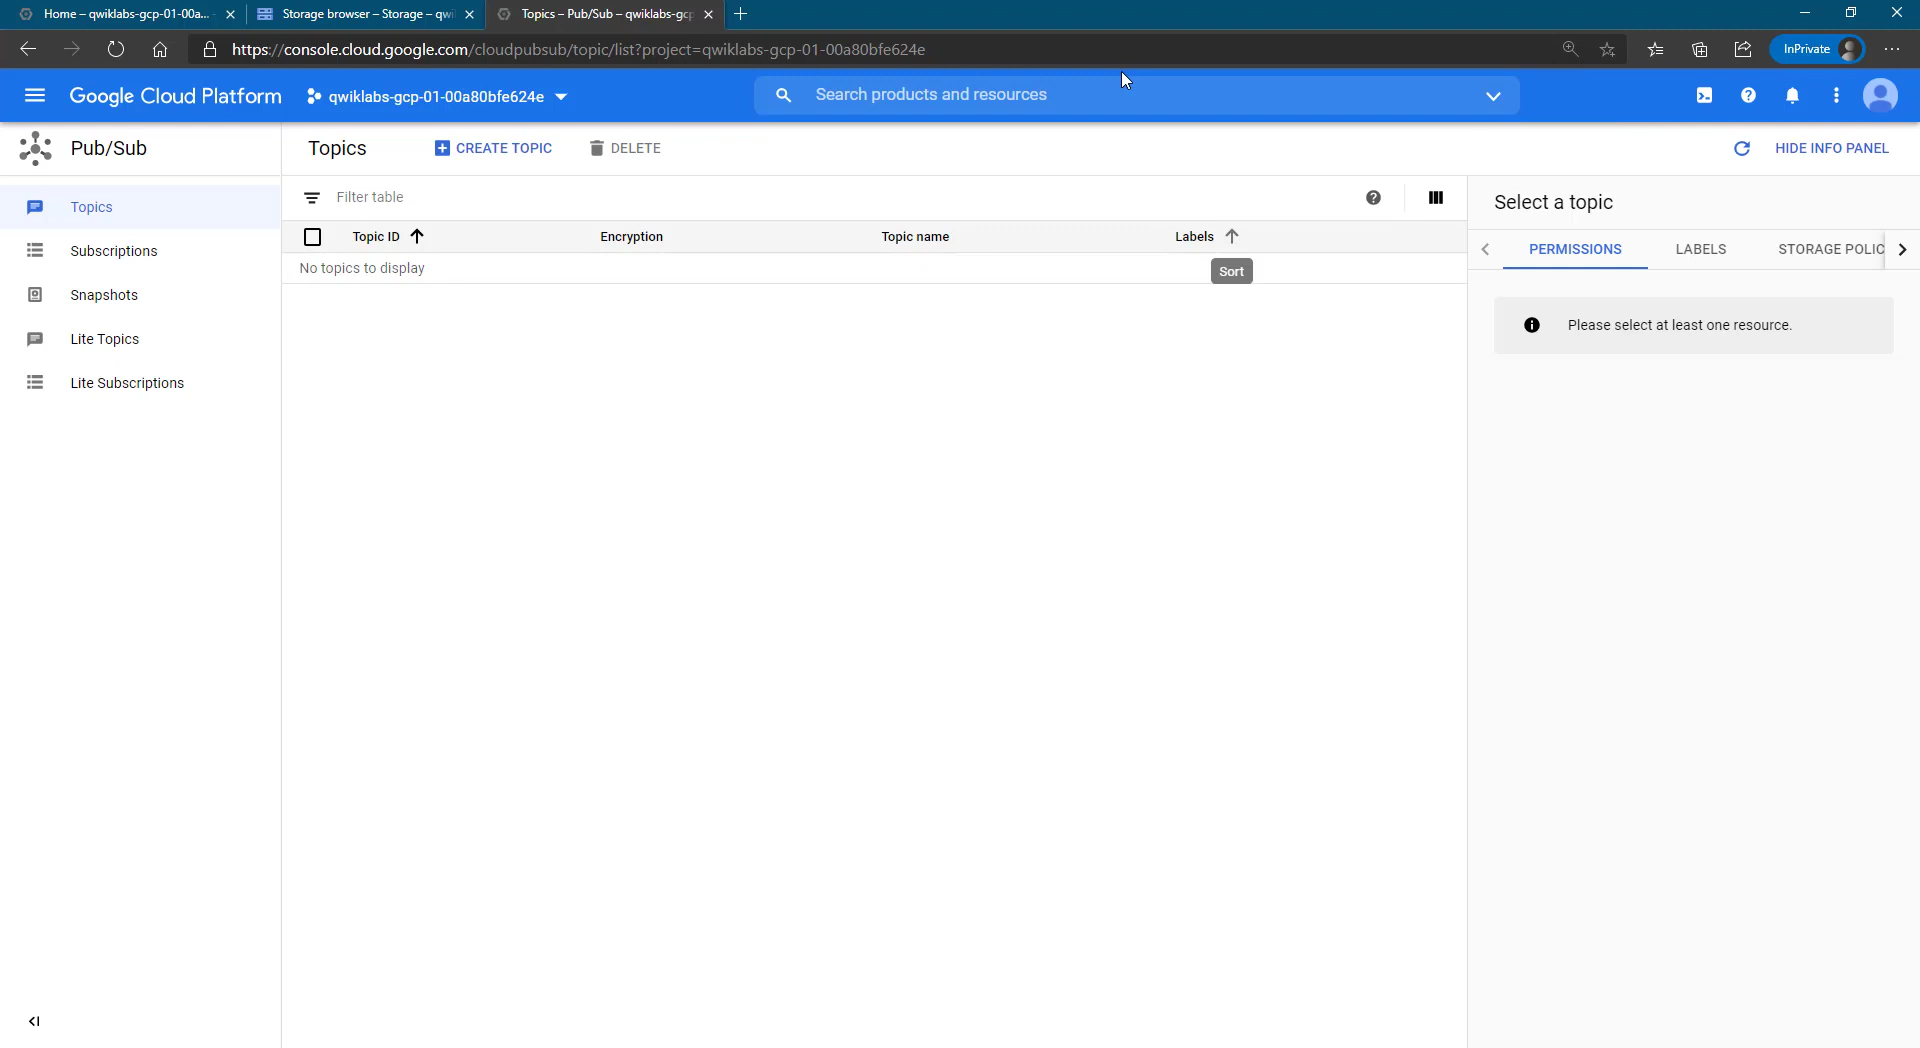 Home – qwiklabs-gcp-01-00a...
Storage browser – Storage – qwi
Topics – Pub/Sub – qwiklabs-gcp
https://console.cloud.google.com/cloudpubsub/topic/list?project=qwiklabs-gcp-01-00a80bfe624e
InPrivate
Google Cloud Platform
qwiklabs-gcp-01-00a80bfe624e
Search products and resources
Pub/Sub
Topics
CREATE TOPIC
DELETE
HIDE INFO PANEL
Topics
Subscriptions
Snapshots
Lite Topics
Lite Subscriptions
Filter table
Topic ID
Encryption
Topic name
Labels
No topics to display
Sort
Select a topic
PERMISSIONS
LABELS
STORAGE POLIC
Please select at least one resource.